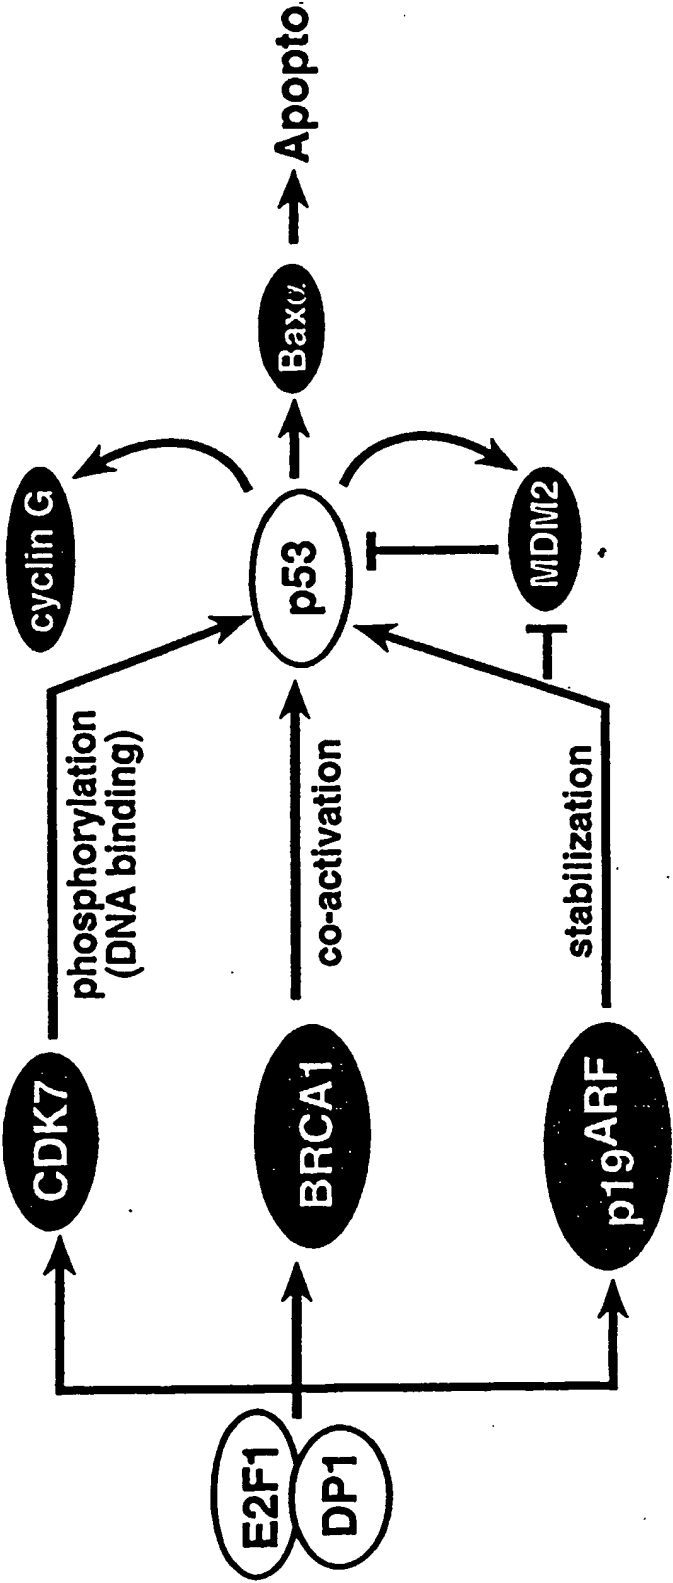 E2F1
DP1
CDK7
BRCA1
p19ARF
phosphorylation
(DNA binding)
co-activation
stabilization
cyclin G
p53
MDM2
Baxα
Apopto